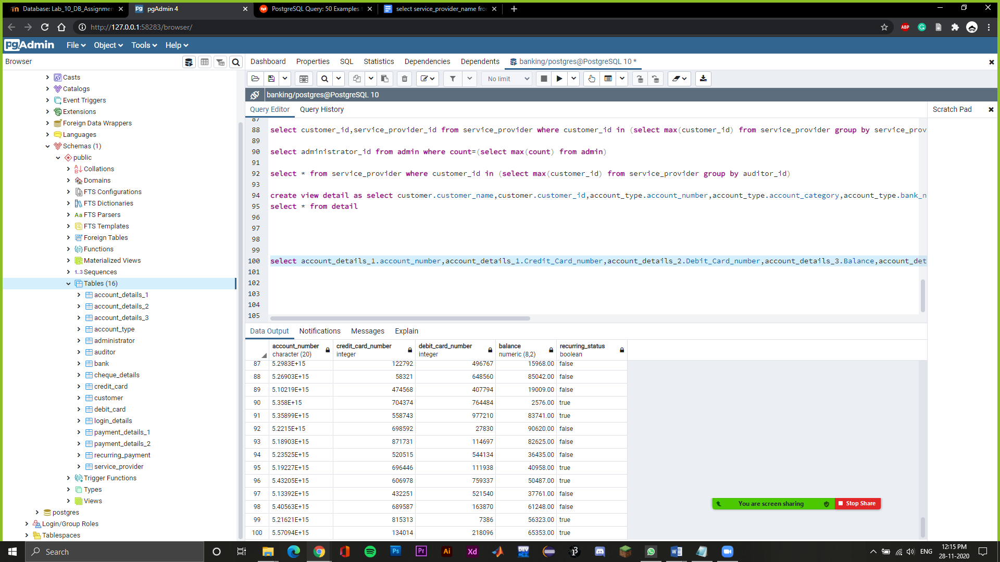 Database: Lab_10_DB_Assignmen
pgAdmin 4
PostgreSQL Query: 50 Examples
select service_provider_name fro
http://127.0.0.1:58283/browser/
ABP
pgAdmin File Object Tools Help
Browser
Dashboard Properties SQL Statistics Dependencies Dependents banking/postgres@PostgreSQL 10 *
No limit
banking/postgres@PostgreSQL 10
Query Editor Query History
Scratch Pad
Casts
Catalogs
Event Triggers
Extensions
Foreign Data Wrappers
Languages
Schemas (1)
public
Collations
Domains
FTS Configurations
FTS Dictionaries
Aa FTS Parsers
FTS Templates
Foreign Tables
Functions
Materialized Views
1..3 Sequences
Tables (16)
account_details_1
account_details_2
account_details_3
account_type
administrator
auditor
bank
cheque_details
credit_card
customer
debit_card
login_details
payment_details_1
payment_details_2
recurring_payment
service_provider
Trigger Functions
Types
Views
postgres
Login/Group Roles
Tablespaces
87
88 select customer_id,service_provider_id from service_provider where customer_id in (select max(customer_id) from service_provider group by service_prov
89
90 select administrator_id from admin where count=(select max(count) from admin)
91
92 select * from service_provider where customer_id in (select max(customer_id) from service_provider group by auditor_id)
93
94 create view detail as select customer.customer_name,customer.customer_id,account_type.account_number,account_type.account_category,account_type.bank_n
95 select * from detail
96
97
98
99
100 select account_details_1.account_number,account_details_1.Credit_Card_number,account_details_2.Debit_Card_number,account_details_3.Balance,account_det
101
102
103
104
105
Data Output Notifications Messages Explain
account_number credit_card_number debit_card_number balance recurring_status
character (20) integer integer numeric (8,2) boolean
87 5.2983E+15 122792 496767 15968.00 false
88 5.26903E+15 58321 648560 85042.00 false
89 5.10219E+15 474568 407794 19009.00 false
90 5.358E+15 704374 764484 2576.00 true
91 5.35899E+15 558743 977210 83741.00 true
92 5.2215E+15 698592 27830 90620.00 false
93 5.18903E+15 871731 114697 82625.00 false
94 5.23525E+15 520515 544134 36435.00 false
95 5.19227E+15 696446 111938 40958.00 true
96 5.43205E+15 606978 759337 50487.00 true
97 5.13392E+15 432251 521540 37761.00 false
98 5.40563E+15 689587 163870 61248.00 false
99 5.21621E+15 815313 7386 56323.00 true
100 5.57094E+15 134014 218096 65353.00 true
You are screen sharing Stop Share
Search
Ps Pr Ai Xd DEV
ENG
12:15 PM
28-11-2020